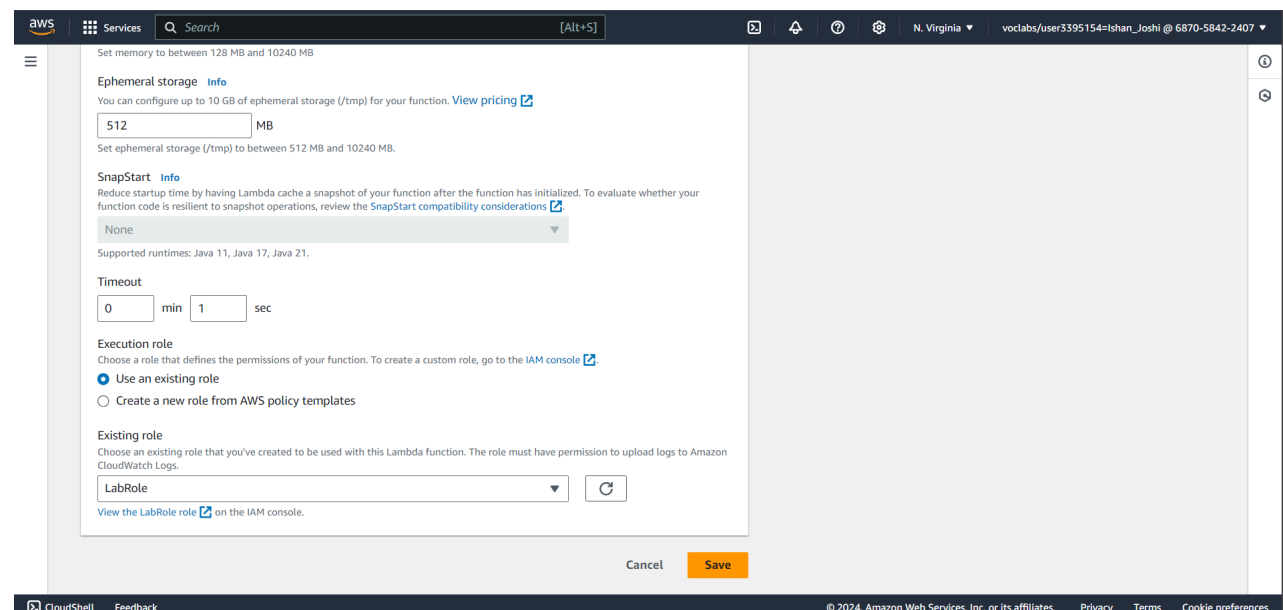 aws
Services
Search
[Alt+S]
N. Virginia
voclabs/user3395154=Ishan_Joshi @ 6870-5842-2407
Set memory to between 128 MB and 10240 MB
Ephemeral storage Info
You can configure up to 10 GB of ephemeral storage (/tmp) for your function. View pricing
512 MB
Set ephemeral storage (/tmp) to between 512 MB and 10240 MB.
SnapStart Info
Reduce startup time by having Lambda cache a snapshot of your function after the function has initialized. To evaluate whether your
function code is resilient to snapshot operations, review the SnapStart compatibility considerations.
None
Supported runtimes: Java 11, Java 17, Java 21.
Timeout
0 min 1 sec
Execution role
Choose a role that defines the permissions of your function. To create a custom role, go to the IAM console.
Use an existing role
Create a new role from AWS policy templates
Existing role
Choose an existing role that you've created to be used with this Lambda function. The role must have permission to upload logs to Amazon
CloudWatch Logs.
LabRole
View the LabRole role on the IAM console.
Cancel Save
CloudShell Feedback © 2024, Amazon Web Services, Inc. or its affiliates. Privacy Terms Cookie preferences